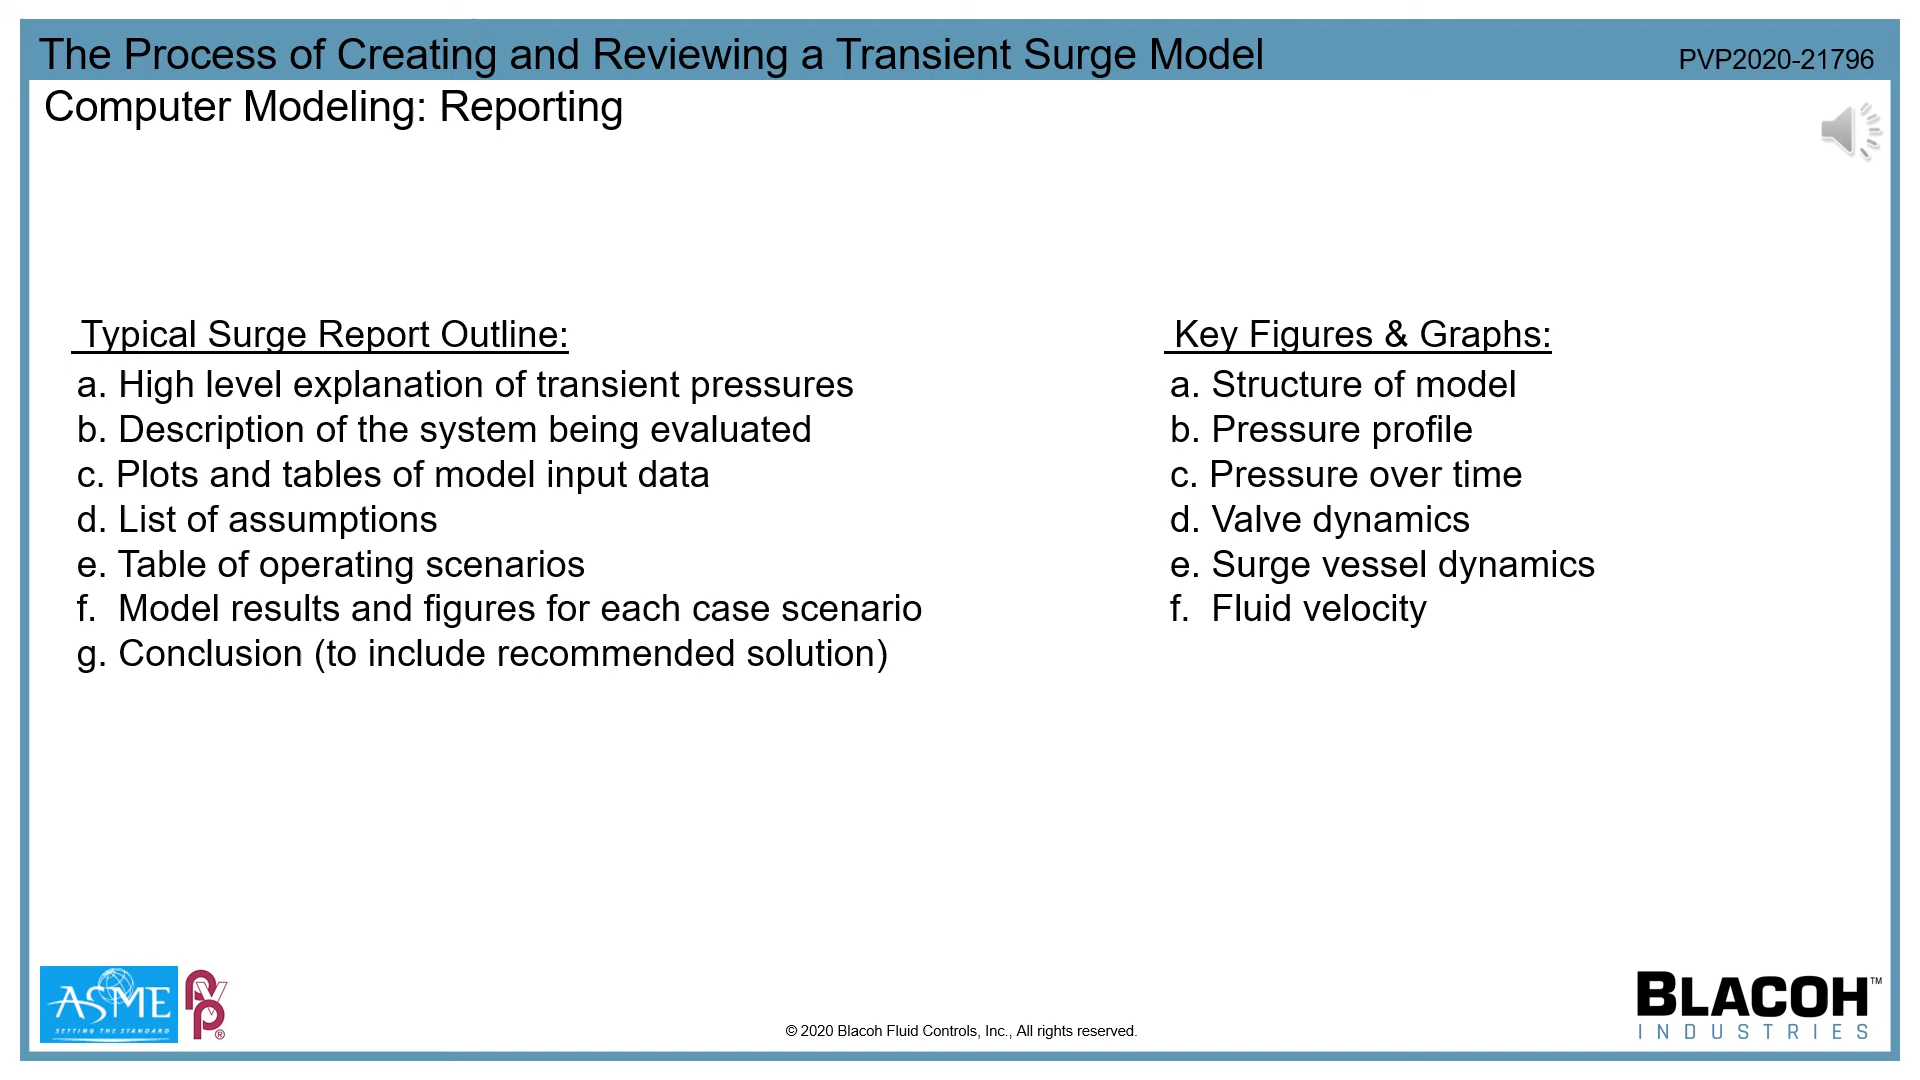 The Process of Creating and Reviewing a Transient Surge Model
PVP2020-21796
Computer Modeling: Reporting
Typical Surge Report Outline:
a. High level explanation of transient pressures
b. Description of the system being evaluated
c. Plots and tables of model input data
d. List of assumptions
e. Table of operating scenarios
f. Model results and figures for each case scenario
g. Conclusion (to include recommended solution)
Key Figures & Graphs:
a. Structure of model
b. Pressure profile
c. Pressure over time
d. Valve dynamics
e. Surge vessel dynamics
f. Fluid velocity
ASME
SETTING THE STANDARD
PVP®
© 2020 Blacoh Fluid Controls, Inc., All rights reserved.
BLACOH™
INDUSTRIES